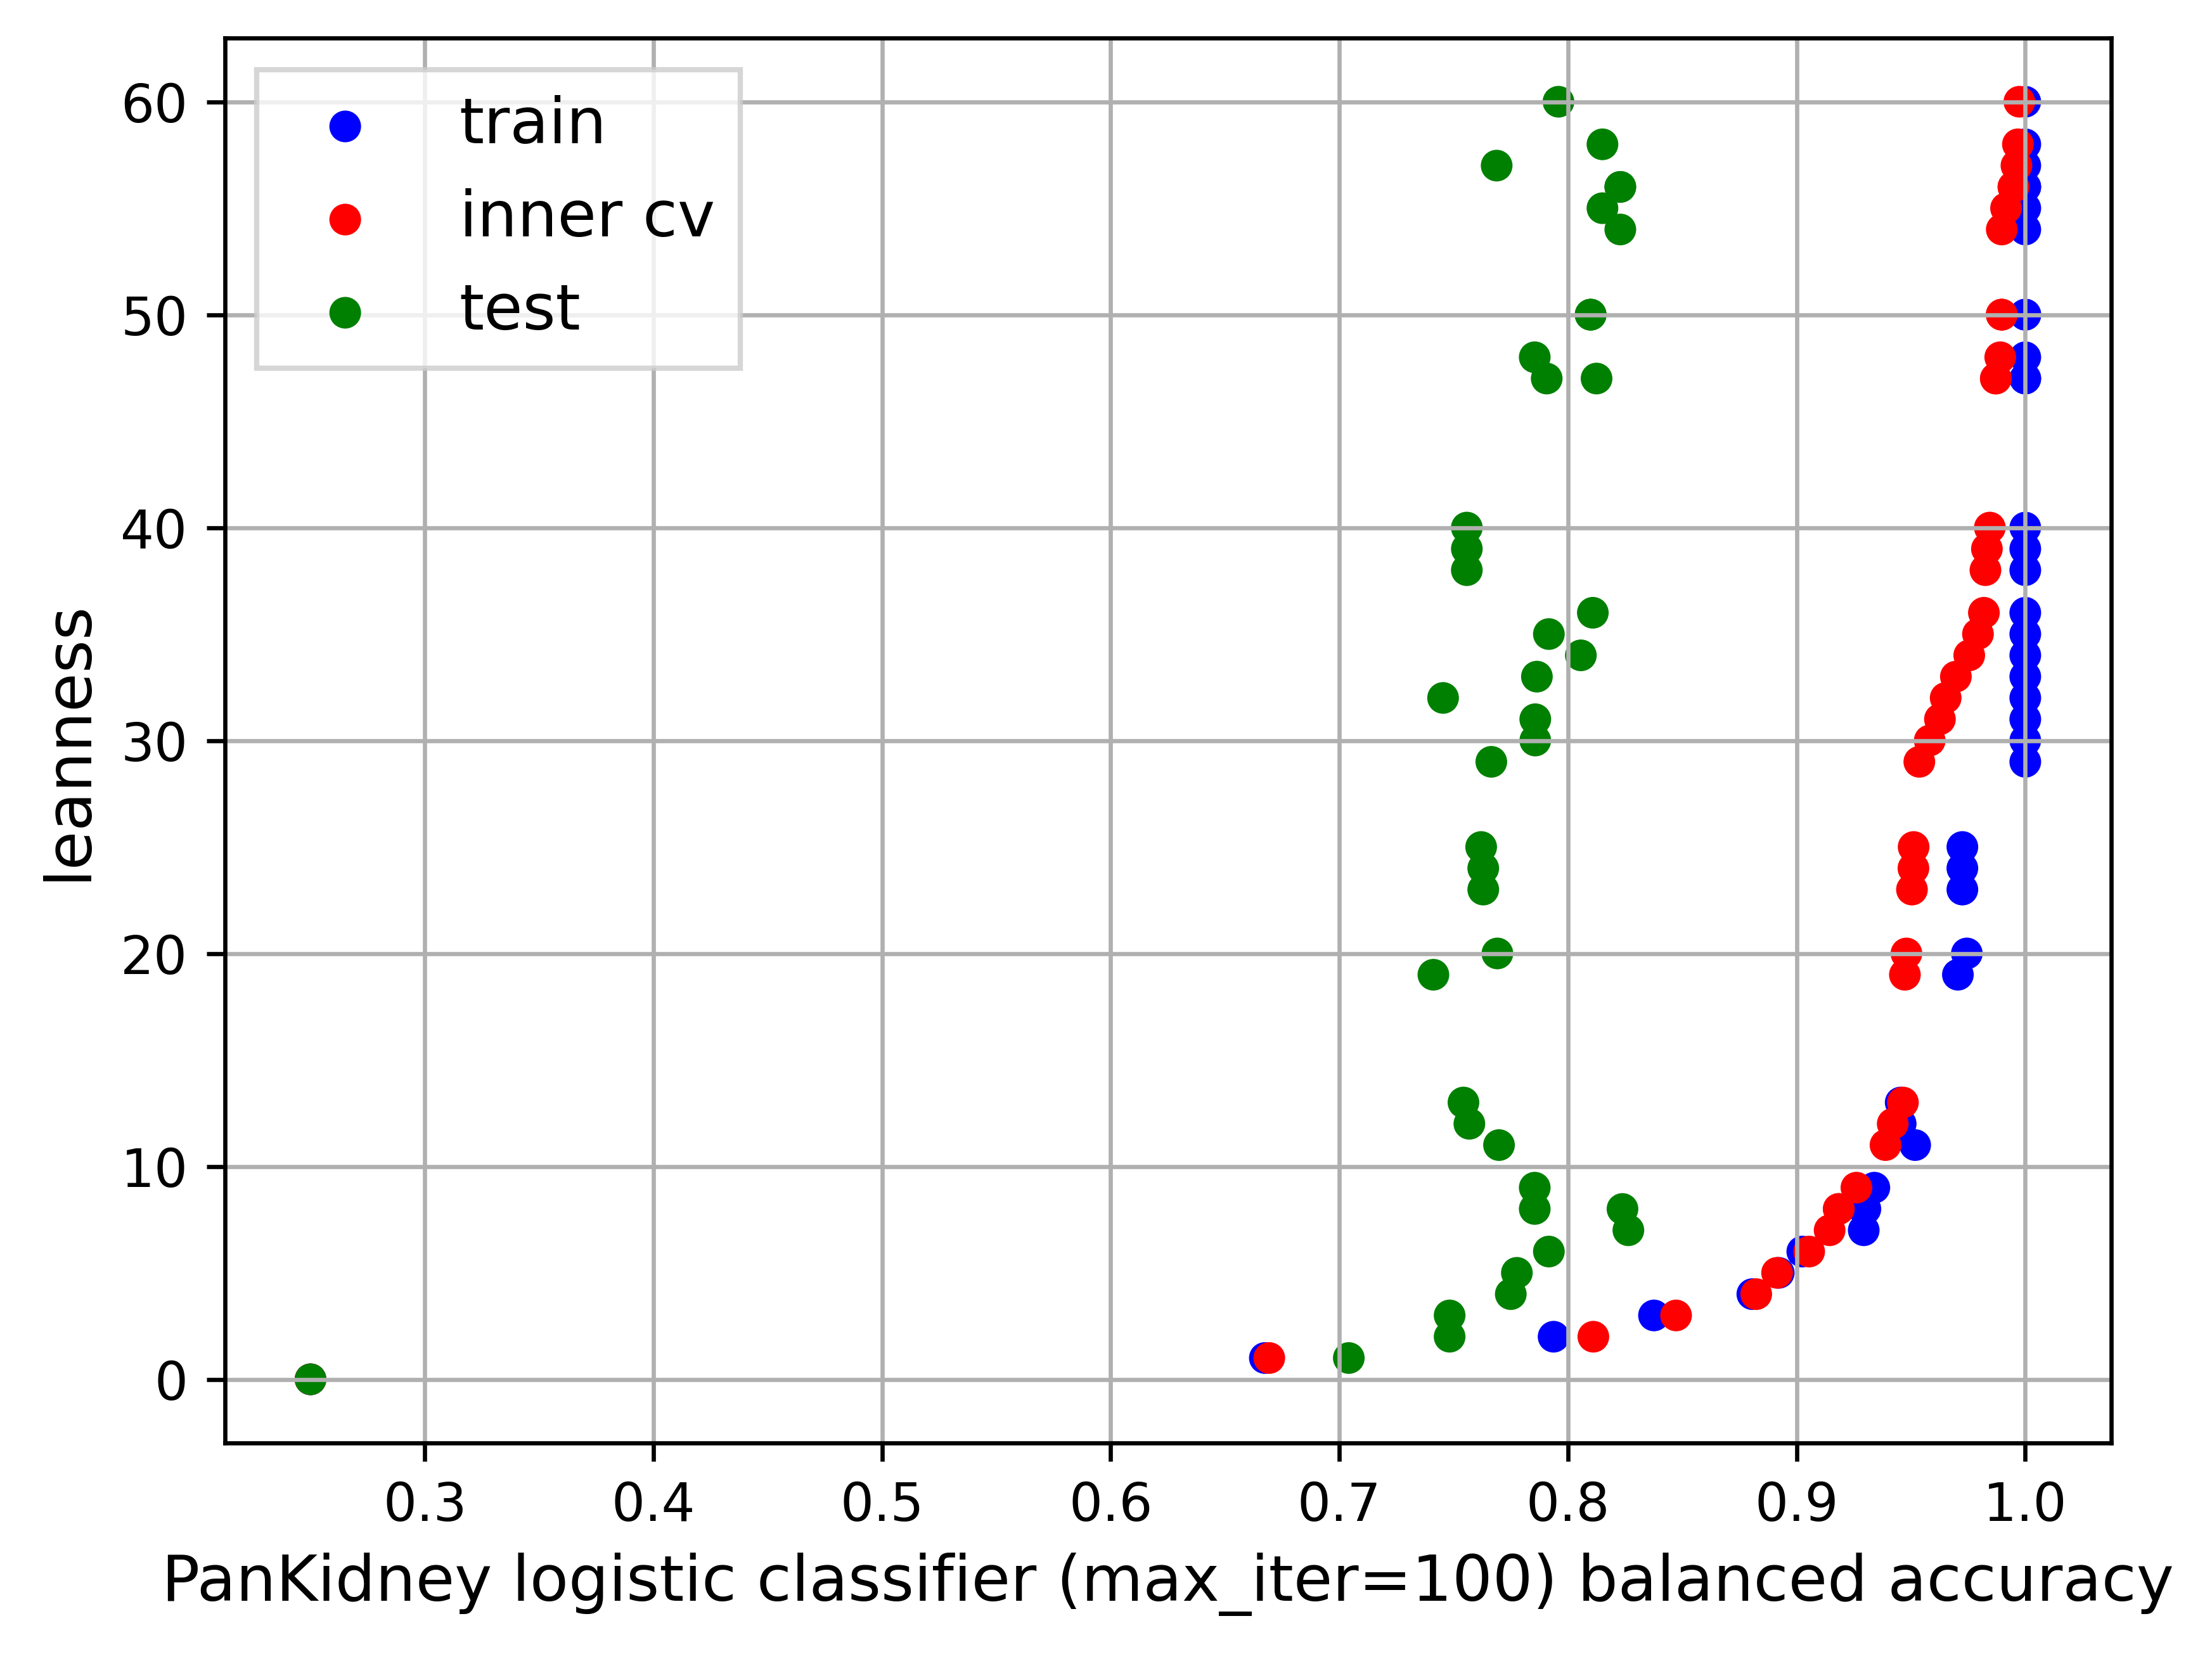 train
inner cv
test
60
50
40
30
20
10
0
leanness
0.3 0.4 0.5 0.6 0.7 0.8 0.9 1.0
PanKidney logistic classifier (max_iter=100) balanced accuracy